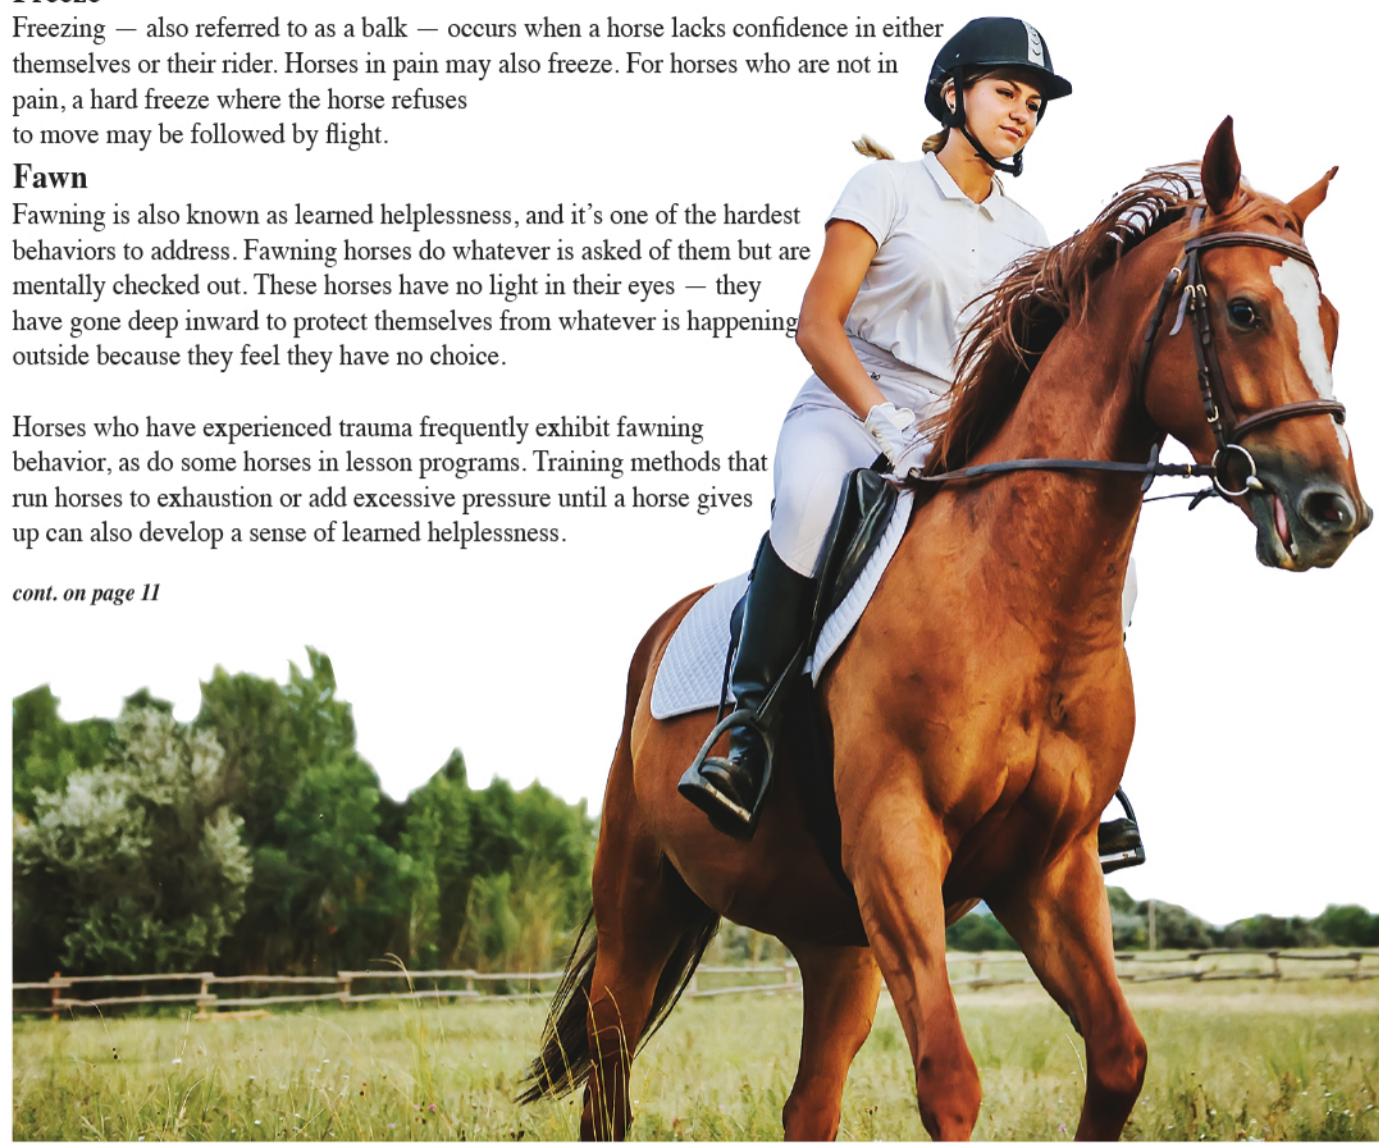 Freeze
Freezing — also referred to as a balk — occurs when a horse lacks confidence in either
themselves or their rider. Horses in pain may also freeze. For horses who are not in
pain, a hard freeze where the horse refuses
to move may be followed by flight.
Fawn
Fawning is also known as learned helplessness, and it’s one of the hardest
behaviors to address. Fawning horses do whatever is asked of them but are
mentally checked out. These horses have no light in their eyes — they
have gone deep inward to protect themselves from whatever is happening
outside because they feel they have no choice.
Horses who have experienced trauma frequently exhibit fawning
behavior, as do some horses in lesson programs. Training methods that
run horses to exhaustion or add excessive pressure until a horse gives
up can also develop a sense of learned helplessness.
cont. on page 11